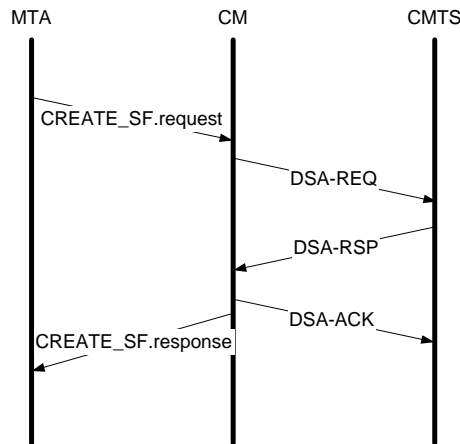 MTA
CM
CMTS
CREATE_SF.request
DSA-REQ
DSA-RSP
DSA-ACK
CREATE_SF.response